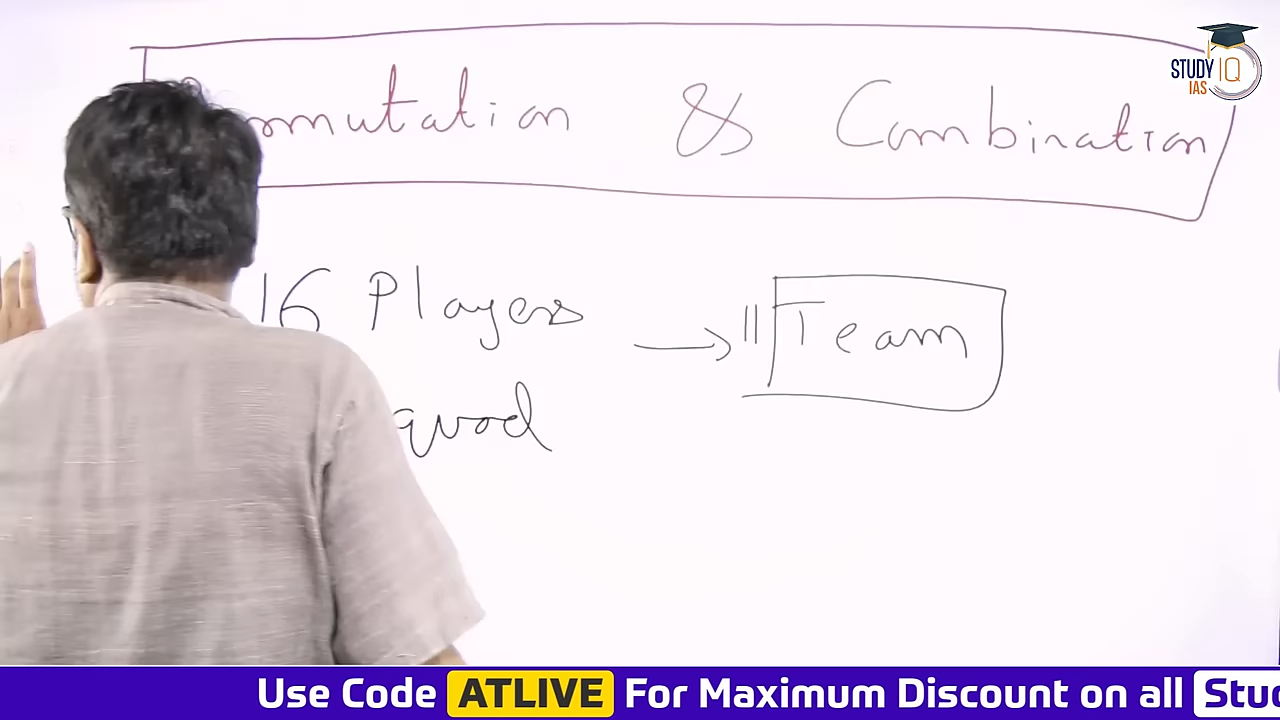 STUDY IQ
IAS
mutation & Combination
16 Players
→ 11 Team
quad
Use Code ATLIVE For Maximum Discount on all Stu